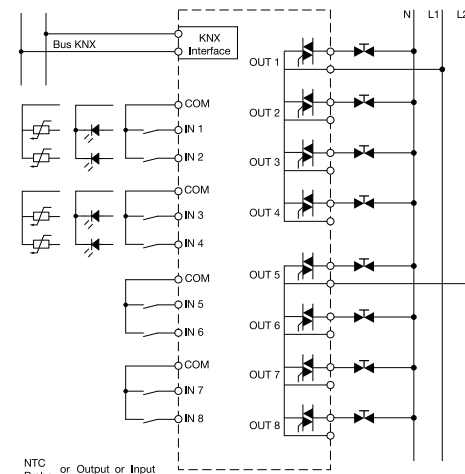 N L1 L2
Bus KNX
KNX
Interface
OUT 1
COM
IN 1
IN 2
OUT 2
OUT 3
COM
IN 3
IN 4
OUT 4
COM
IN 5
IN 6
OUT 5
OUT 6
COM
IN 7
IN 8
OUT 7
OUT 8
NTC
or Output or Input